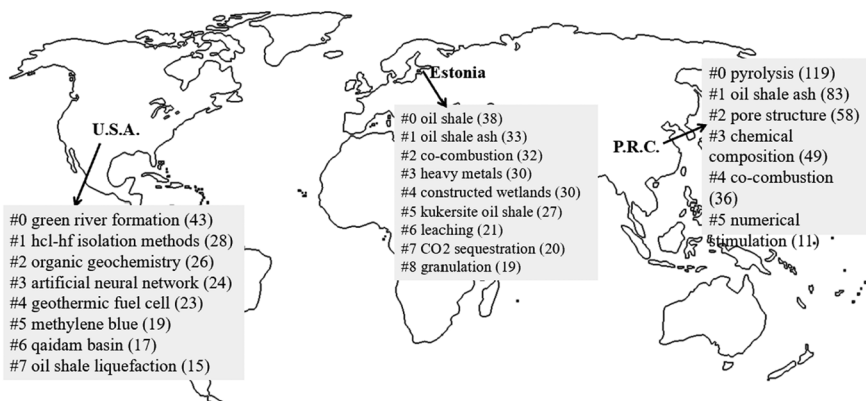 U.S.A.
#0 green river formation (43)
#1 hcl-hf isolation methods (28)
#2 organic geochemistry (26)
#3 artificial neural network (24)
#4 geothermic fuel cell (23)
#5 methylene blue (19)
#6 qaidam basin (17)
#7 oil shale liquefaction (15)
Estonia
#0 oil shale (38)
#1 oil shale ash (33)
#2 co-combustion (32)
#3 heavy metals (30)
#4 constructed wetlands (30)
#5 kukersite oil shale (27)
#6 leaching (21)
#7 CO2 sequestration (20)
#8 granulation (19)
P.R.C.
#0 pyrolysis (119)
#1 oil shale ash (83)
#2 pore structure (58)
#3 chemical
composition (49)
#4 co-combustion
(36)
#5 numerical
stimulation (11)